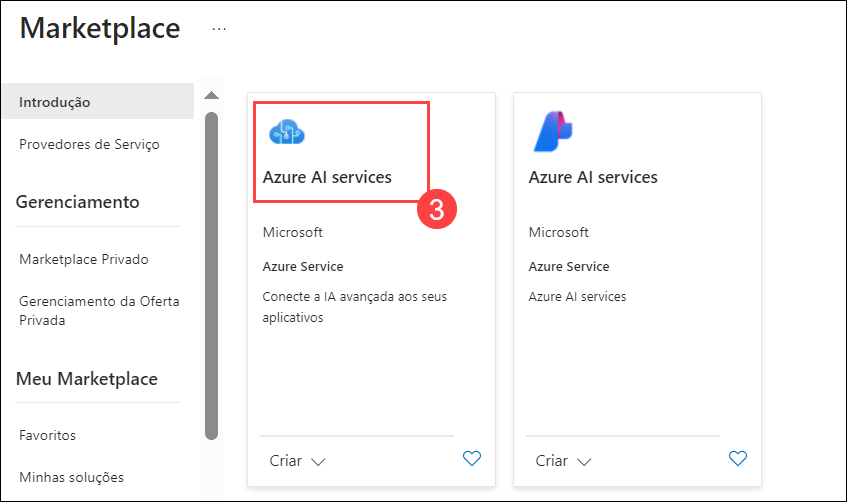 Marketplace ...
Introdução
Provedores de Serviço
Gerenciamento
Marketplace Privado
Gerenciamento da Oferta
Privada
Meu Marketplace
Favoritos
Minhas soluções
Azure AI services
3
Microsoft
Azure Service
Conecte a IA avançada aos seus
aplicativos
Criar
Azure AI services
Microsoft
Azure Service
Azure AI services
Criar